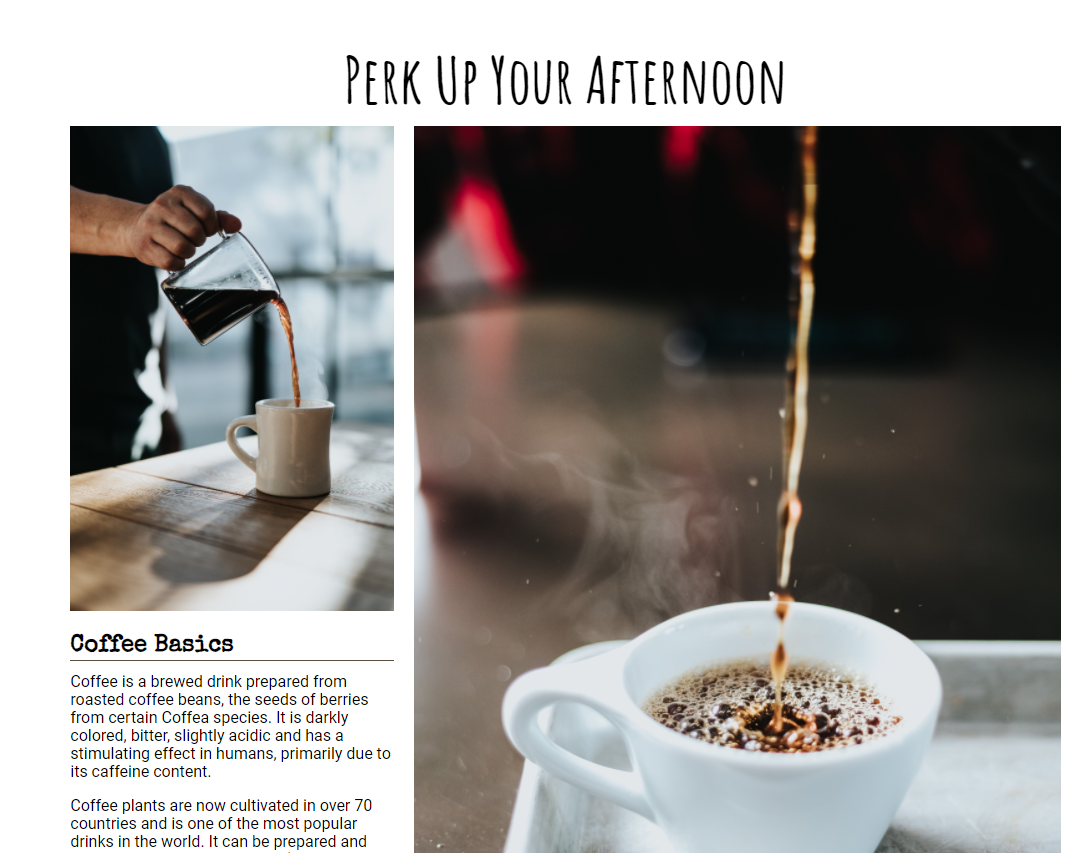 Perk Up Your Afternoon
Coffee Basics
Coffee is a brewed drink prepared from
roasted coffee beans, the seeds of berries
from certain Coffea species. It is darkly
colored, bitter, slightly acidic and has a
stimulating effect in humans, primarily due to
its caffeine content.
Coffee plants are now cultivated in over 70
countries and is one of the most popular
drinks in the world. It can be prepared and